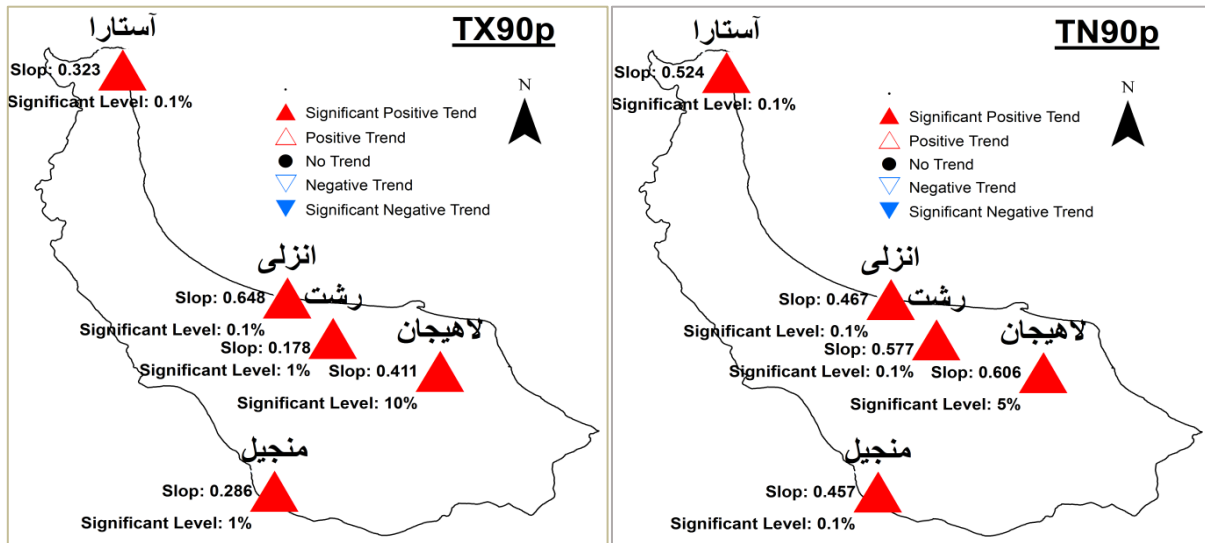 آستارا
TX90p
Slop: 0.323
Significant Level: 0.1%
N
Significant Positive Tend
Positive Trend
No Trend
Negative Trend
Significant Negative Trend
انزلی
Slop: 0.648
رشت
Significant Level: 0.1%
Slop: 0.178
لاهیجان
Significant Level: 1%
Slop: 0.411
Significant Level: 10%
منجیل
Slop: 0.286
Significant Level: 1%
آستارا
TN90p
Slop: 0.524
Significant Level: 0.1%
N
Significant Positive Tend
Positive Trend
No Trend
Negative Trend
Significant Negative Trend
انزلی
Slop: 0.467
رشت
Significant Level: 0.1%
Slop: 0.577
لاهیجان
Significant Level: 0.1%
Slop: 0.606
Significant Level: 5%
منجیل
Slop: 0.457
Significant Level: 0.1%